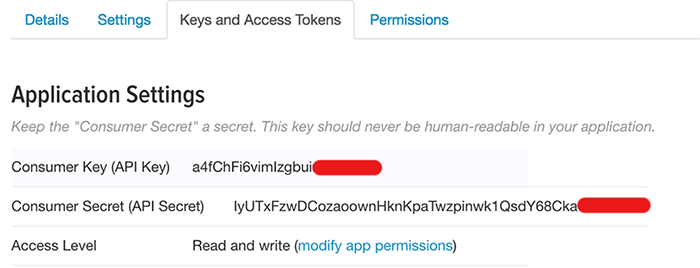 Details Settings Keys and Access Tokens Permissions
Application Settings
Keep the "Consumer Secret" a secret. This key should never be human-readable in your application.
Consumer Key (API Key) a4fChFi6vimIzgbui
Consumer Secret (API Secret) IyUTxFzwDCozaoownHknKpaTwzpinwk1QsdY68Cka
Access Level Read and write (modify app permissions)